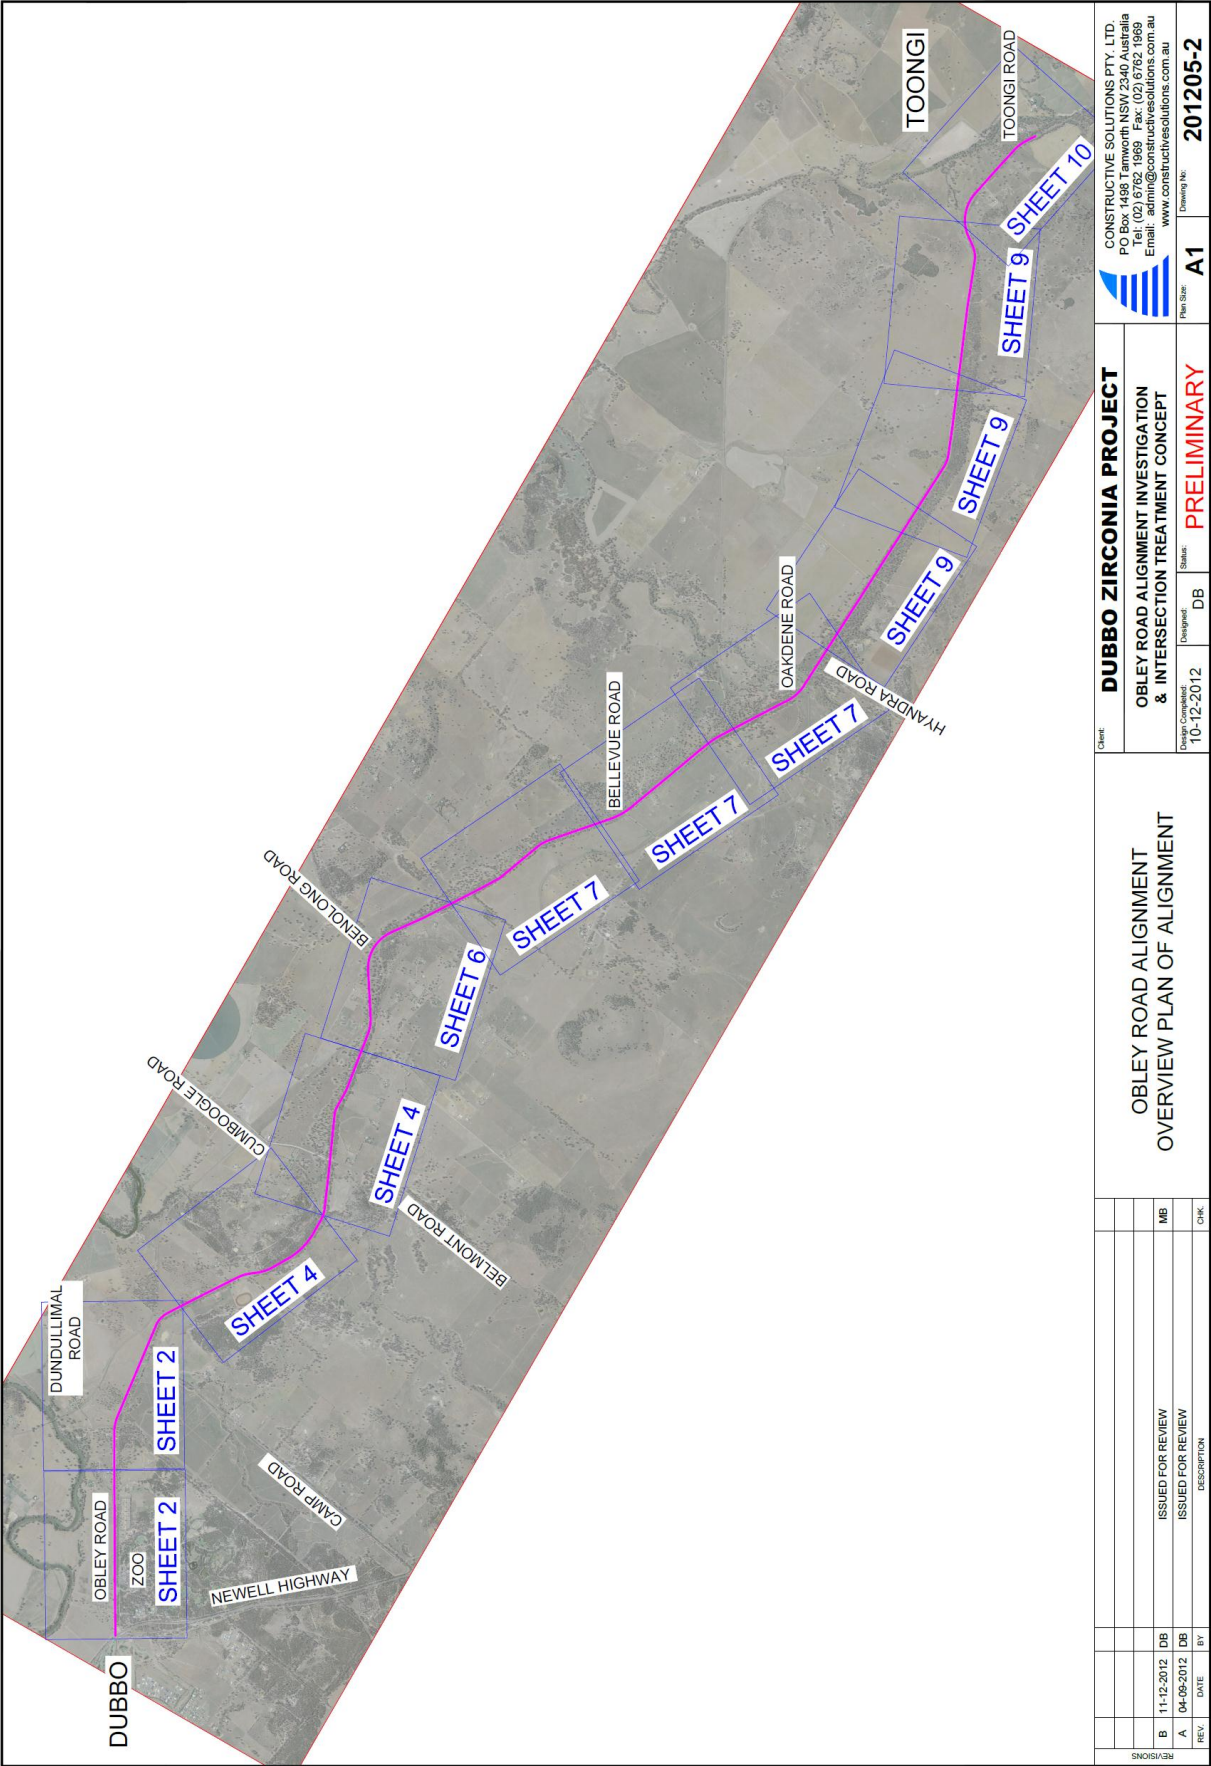 DUBBO
OBLEY ROAD
ZOO
SHEET 2
NEWELL HIGHWAY
CAMP ROAD
DUNDULLIMAL
ROAD
SHEET 2
SHEET 4
CUMBOOGLE ROAD
BELMONT ROAD
SHEET 4
BENOLONG ROAD
SHEET 6
SHEET 7
BELLEVUE ROAD
SHEET 7
SHEET 7
OAKDENE ROAD
HYANDRA ROAD
SHEET 9
SHEET 9
SHEET 9
SHEET 10
TOONGI
TOONGI ROAD
REVISIONS
B 11-12-2012 DB ISSUED FOR REVIEW MB
A 04-09-2012 DB ISSUED FOR REVIEW
REV. DATE BY DESCRIPTION CHK.
OBLEY ROAD ALIGNMENT
OVERVIEW PLAN OF ALIGNMENT
Client:
DUBBO ZIRCONIA PROJECT
OBLEY ROAD ALIGNMENT INVESTIGATION
& INTERSECTION TREATMENT CONCEPT
Design Completed:
10-12-2012
Designed:
DB
Status:
PRELIMINARY
CONSTRUCTIVE SOLUTIONS PTY. LTD.
PO Box 1498 Tamworth NSW 2340 Australia
Tel: (02) 6762 1969 Fax: (02) 6762 1969
Email: admin@constructivesolutions.com.au
www.constructivesolutions.com.au
Plan Size:
A1
Drawing No:
201205-2